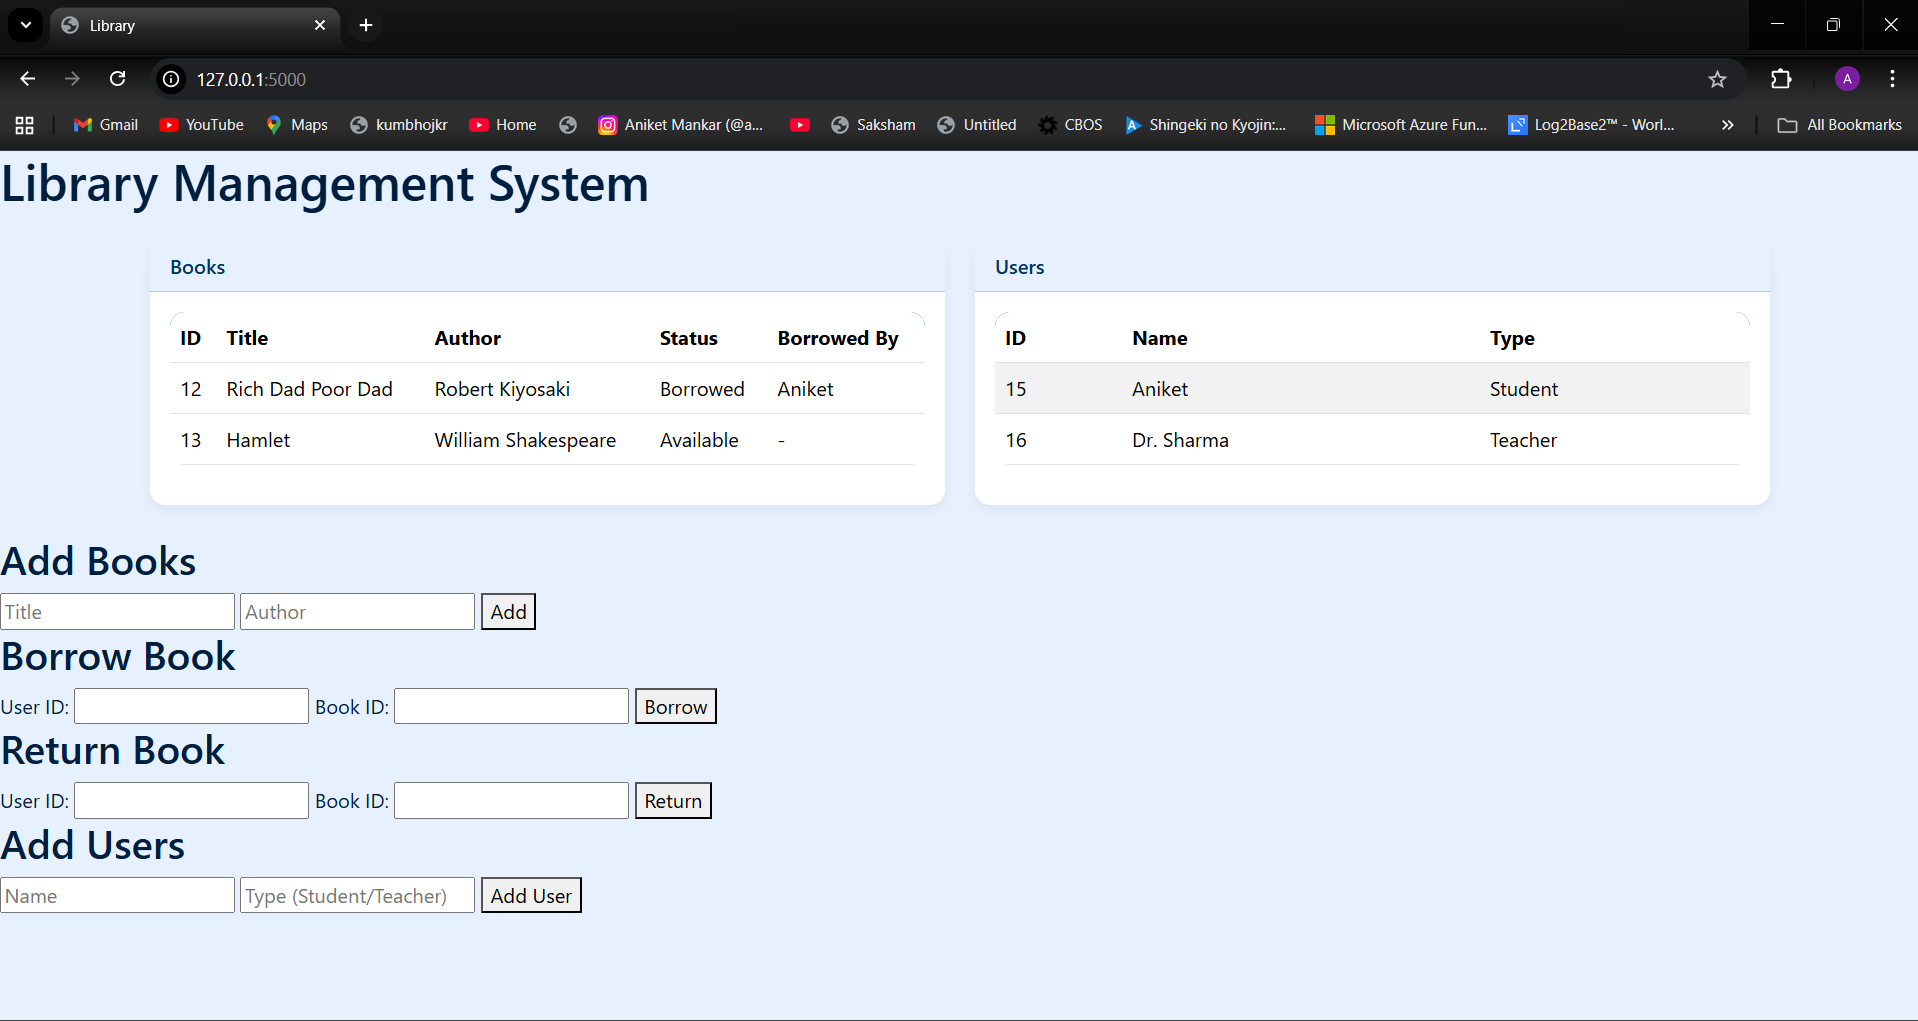 Library
127.0.0.1:5000
Gmail YouTube Maps kumbhojkr Home Aniket Mankar (@a... Saksham Untitled CBOS Shingeki no Kyojin:... Microsoft Azure Fun... Log2Base2™ - Worl... » All Bookmarks
A
Library Management System
Books
ID Title Author Status Borrowed By
12 Rich Dad Poor Dad Robert Kiyosaki Borrowed Aniket
13 Hamlet William Shakespeare Available -
Users
ID Name Type
15 Aniket Student
16 Dr. Sharma Teacher
Add Books
Title Author Add
Borrow Book
User ID: Book ID: Borrow
Return Book
User ID: Book ID: Return
Add Users
Name Type (Student/Teacher) Add User